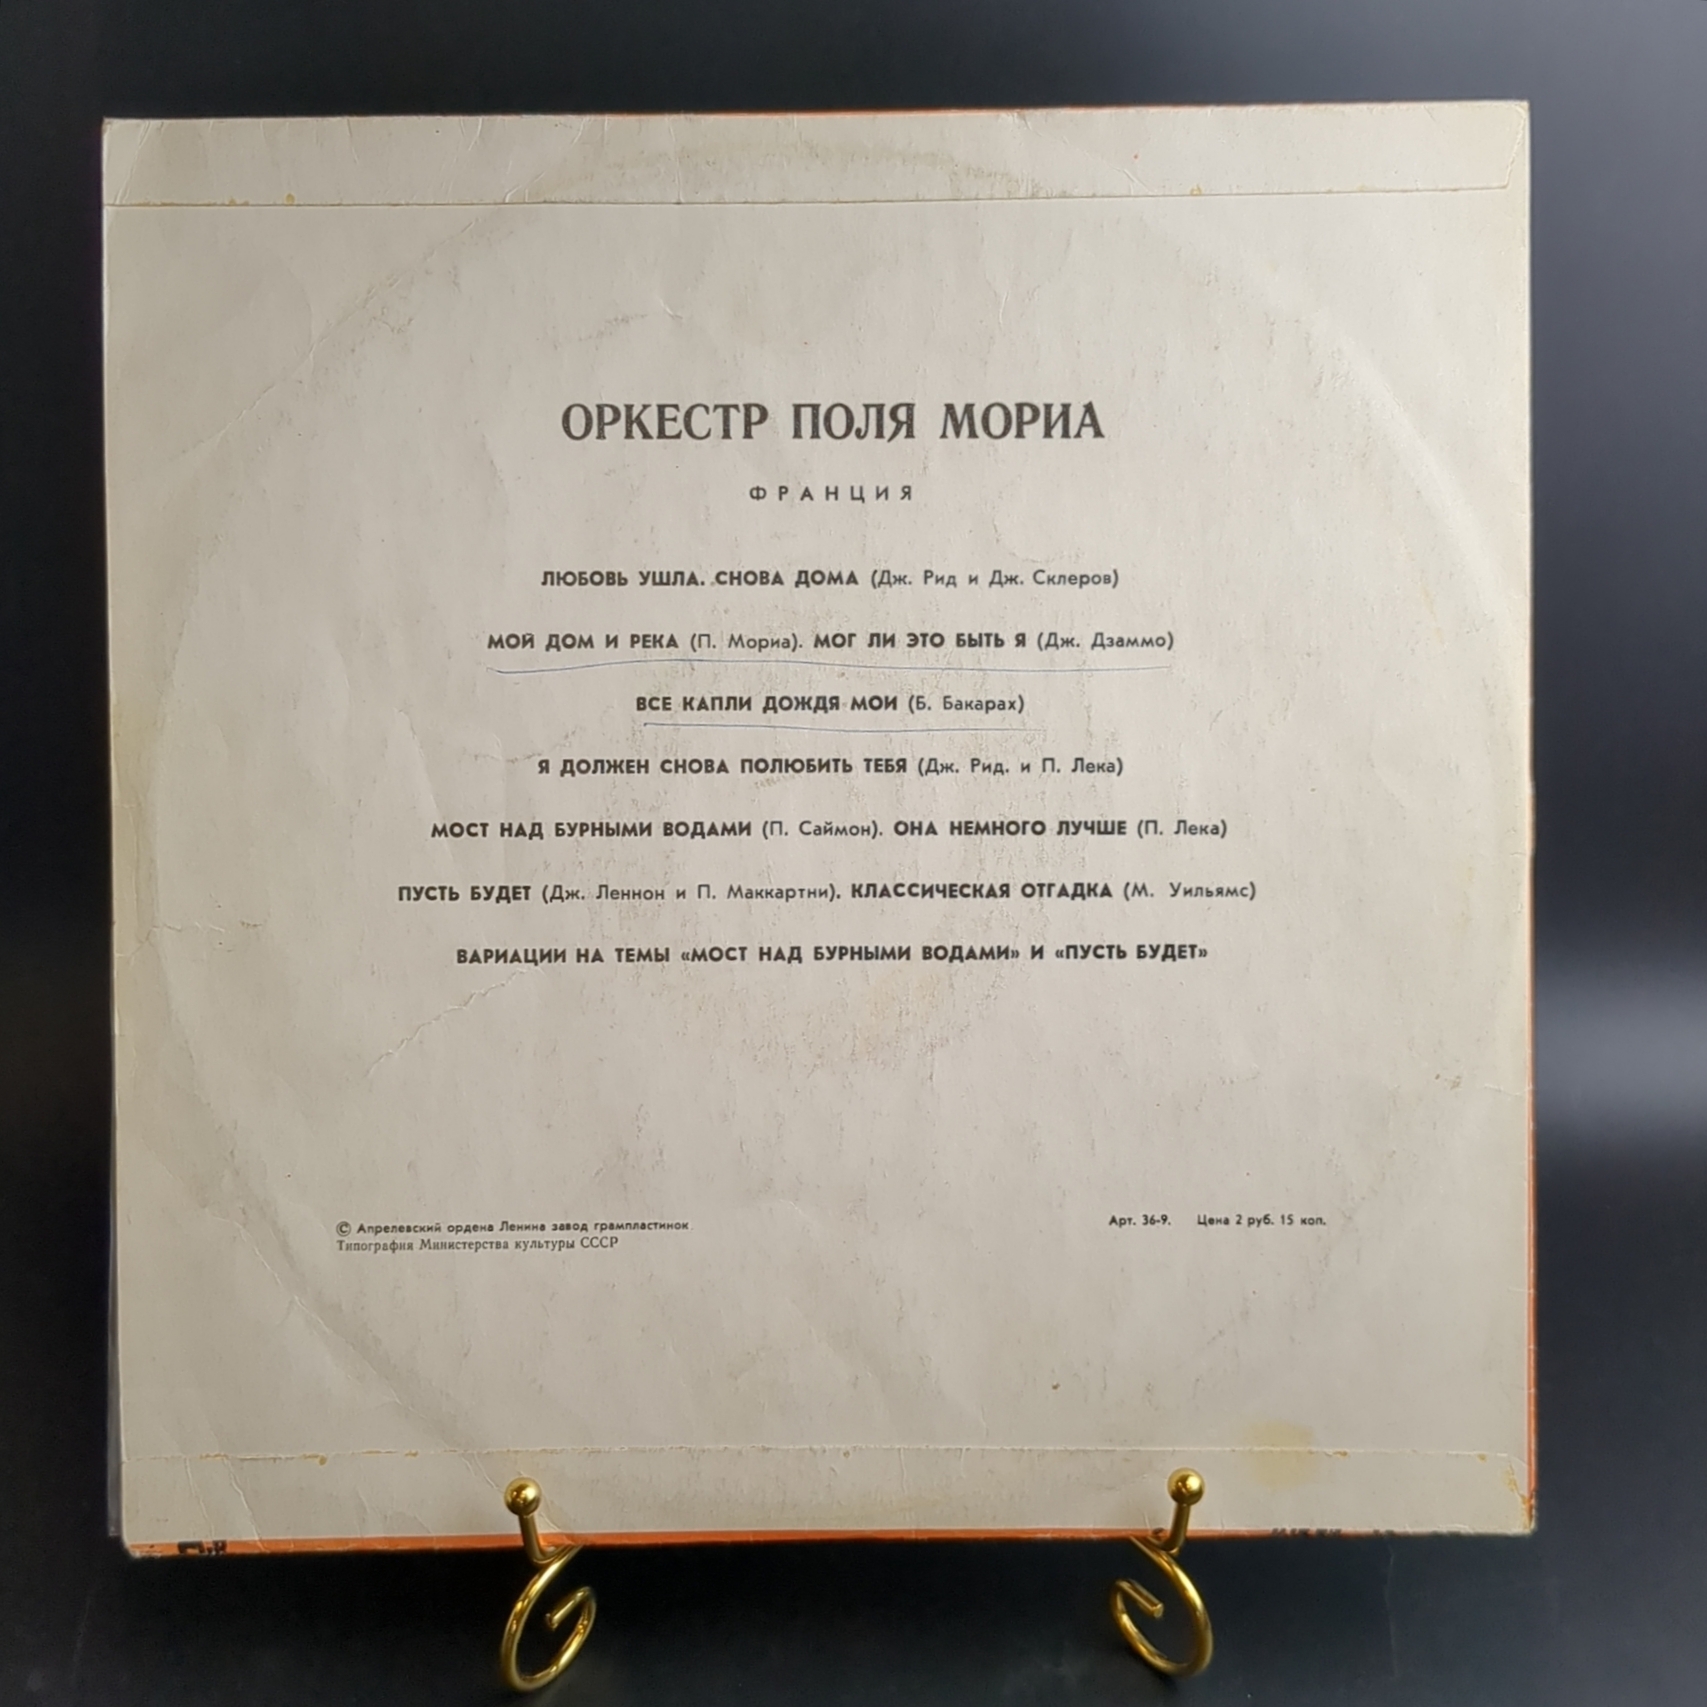 ОРКЕСТР ПОЛЯ МОРИА
ФРАНЦИЯ
ЛЮБОВЬ УШЛА. СНОВА ДОМА (Дж. Рид и Дж. Склеров)
МОЙ ДОМ И РЕКА (П. Мориа). МОГ ЛИ ЭТО БЫТЬ Я (Дж. Дзаммо)
ВСЕ КАПЛИ ДОЖДЯ МОИ (Б. Бакарах)
Я ДОЛЖЕН СНОВА ПОЛЮБИТЬ ТЕБЯ (Дж. Рид. и П. Лека)
МОСТ НАД БУРНЫМИ ВОДАМИ (П. Саймон). ОНА НЕМНОГО ЛУЧШЕ (П. Лека)
ПУСТЬ БУДЕТ (Дж. Леннон и П. Маккартни). КЛАССИЧЕСКАЯ ОТГАДКА (М. Уильямс)
ВАРИАЦИИ НА ТЕМЫ «МОСТ НАД БУРНЫМИ ВОДАМИ» И «ПУСТЬ БУДЕТ»
© Апрелевский ордена Ленина завод грампластинок
Типография Министерства культуры СССР
Арт. 36-9. Цена 2 руб. 15 коп.